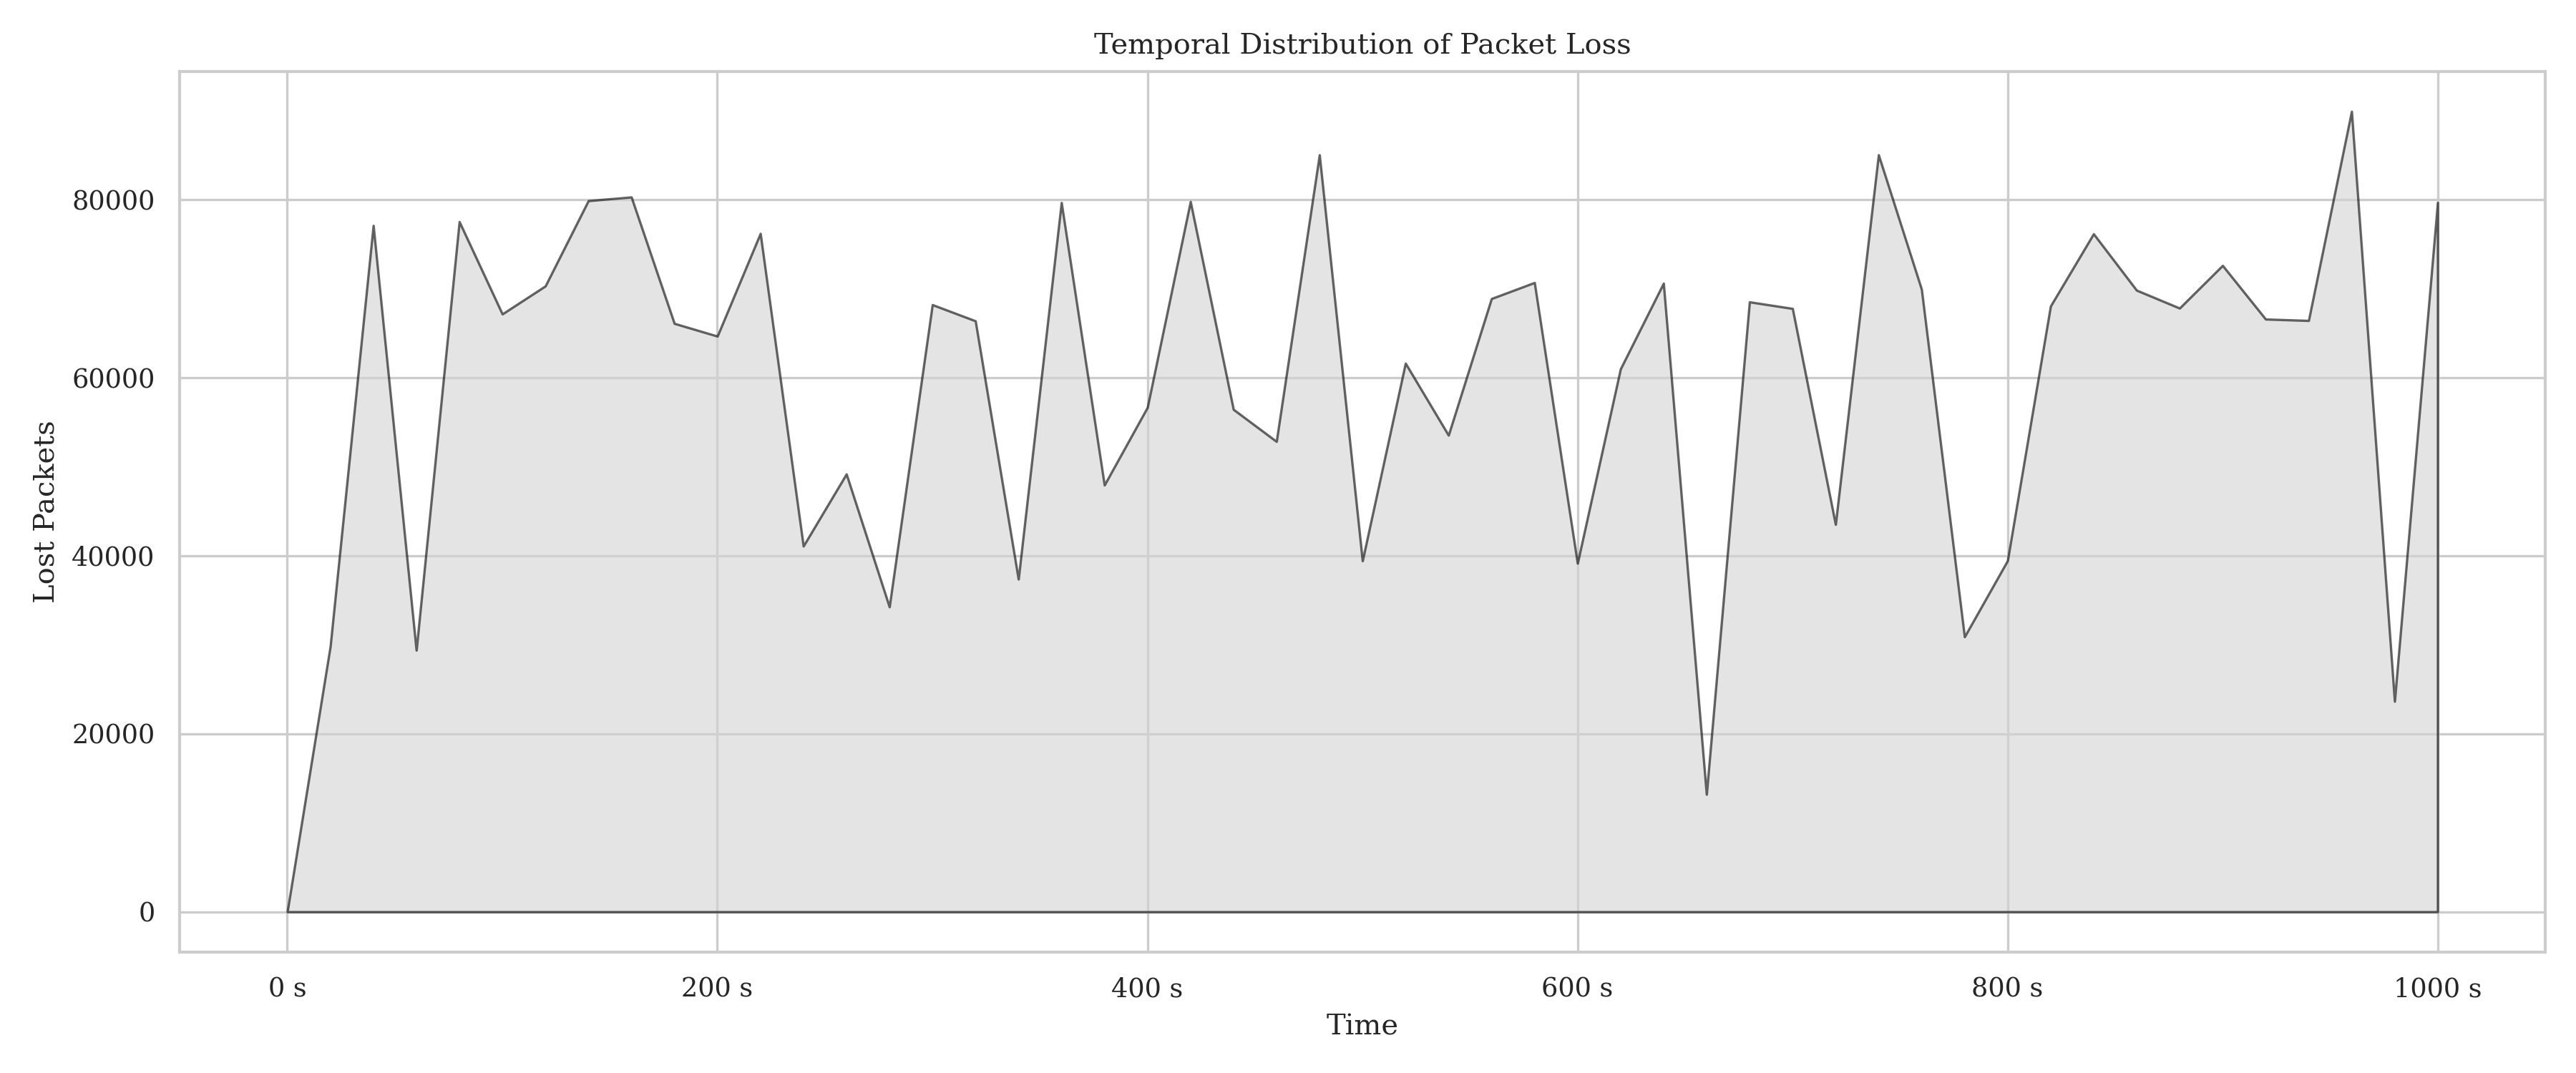 Temporal Distribution of Packet Loss
Lost Packets
80000
60000
40000
20000
0
0 s
200 s
400 s
600 s
800 s
1000 s
Time